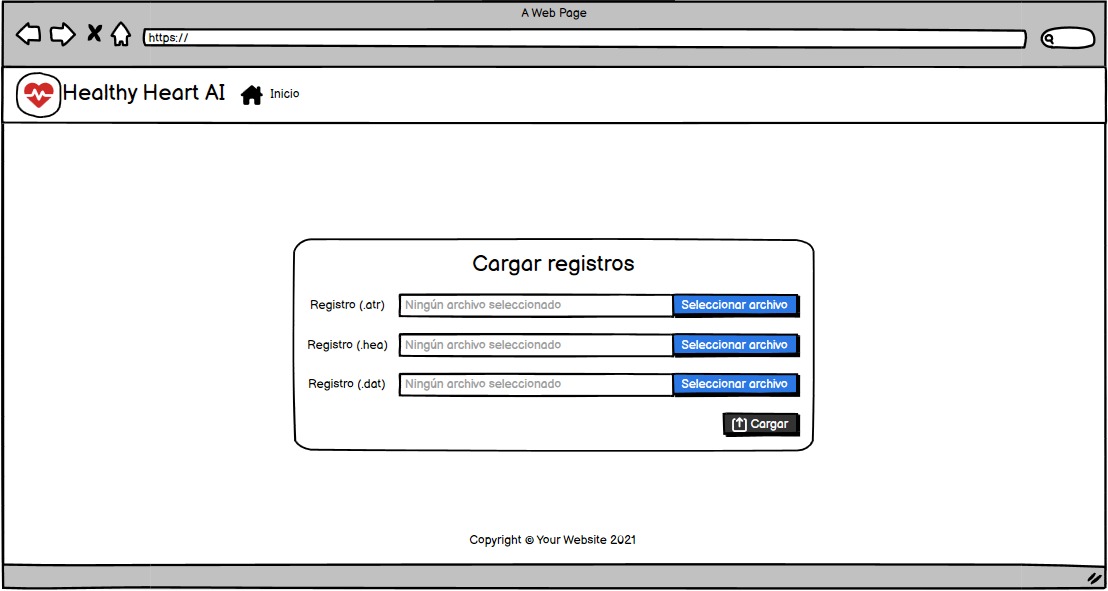 A Web Page
https://
Healthy Heart AI Inicio
Cargar registros
Registro (.atr) Ningún archivo seleccionado Seleccionar archivo
Registro (.hea) Ningún archivo seleccionado Seleccionar archivo
Registro (.dat) Ningún archivo seleccionado Seleccionar archivo
Cargar
Copyright © Your Website 2021